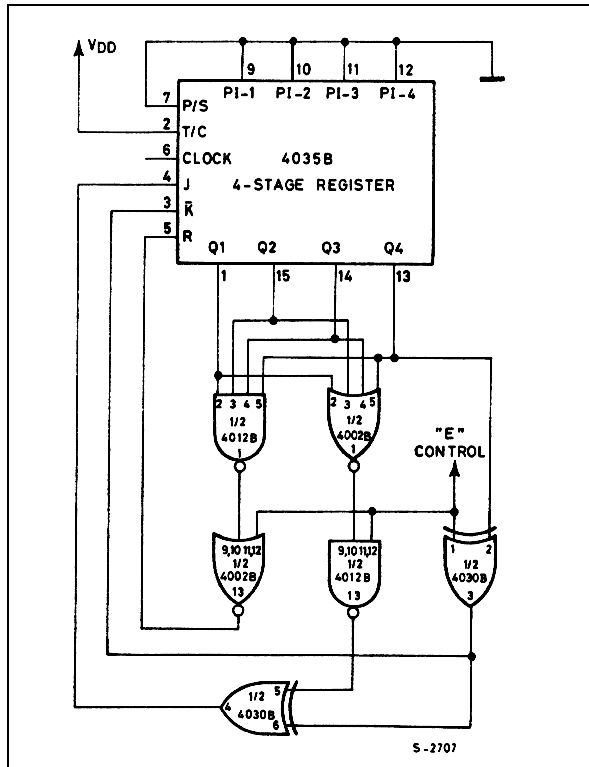 VDD
9 10 11 12
PI-1 PI-2 PI-3 PI-4
7 P/S
2 T/C
6 CLOCK 4035B
4 J 4-STAGE REGISTER
3 K̅
5 R
Q1 Q2 Q3 Q4
1 15 14 13
2 3 4 5
1/2
4012B
1
2 3 4 5
1/2
4002B
1
"E"
CONTROL
9,10 11,12
1/2
4002B
13
9,10 11,12
1/2
4012B
13
1 2
1/2
4030B
3
1/2
4030B
4
5
6
S-2707